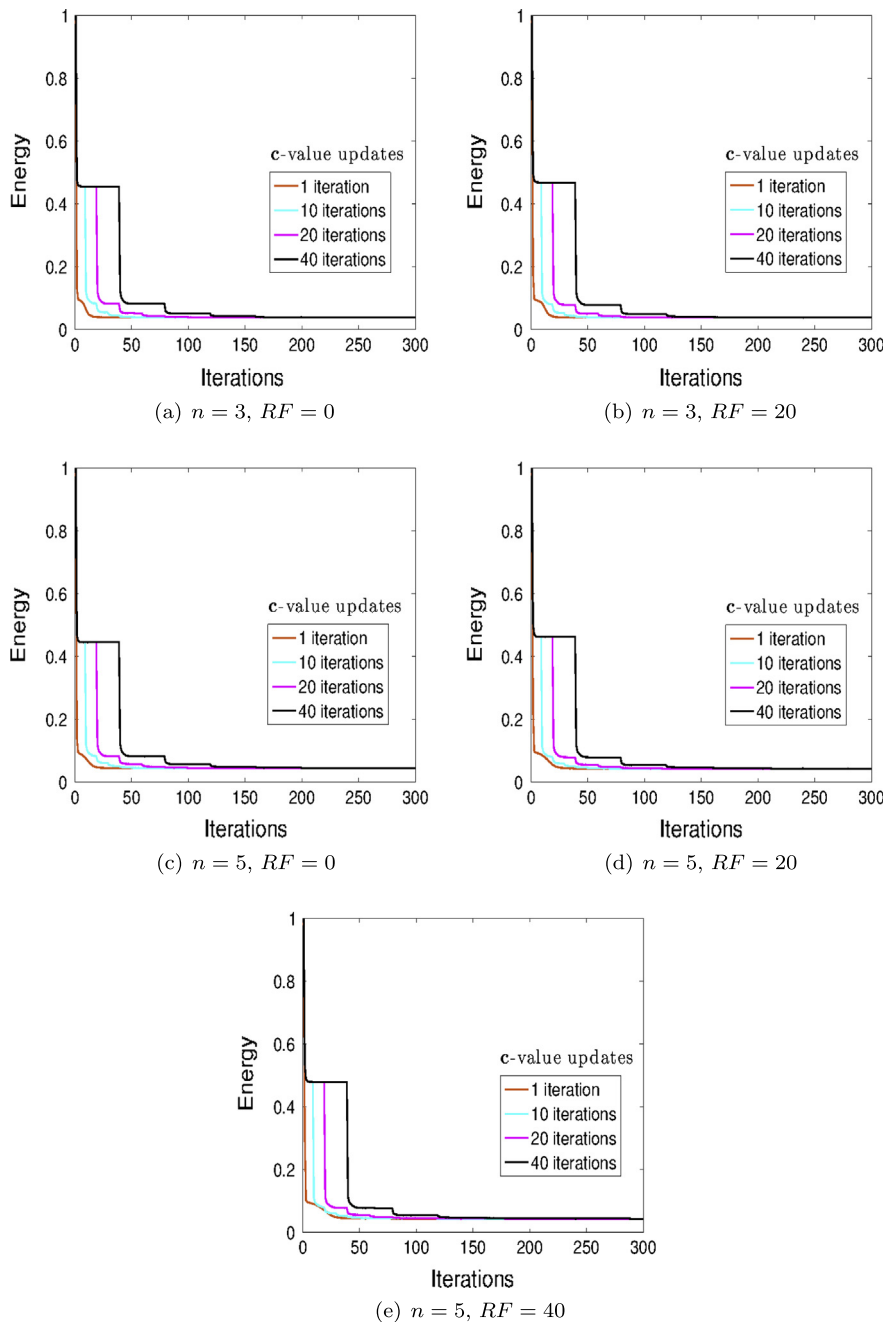 1
0.8
0.6
0.4
0.2
0
Energy
c-value updates
1 iteration
10 iterations
20 iterations
40 iterations
0 50 100 150 200 250 300
Iterations
(a) n = 3, RF = 0
1
0.8
0.6
0.4
0.2
0
Energy
c-value updates
1 iteration
10 iterations
20 iterations
40 iterations
0 50 100 150 200 250 300
Iterations
(b) n = 3, RF = 20
1
0.8
0.6
0.4
0.2
0
Energy
c-value updates
1 iteration
10 iterations
20 iterations
40 iterations
0 50 100 150 200 250 300
Iterations
(c) n = 5, RF = 0
1
0.8
0.6
0.4
0.2
0
Energy
c-value updates
1 iteration
10 iterations
20 iterations
40 iterations
0 50 100 150 200 250 300
Iterations
(d) n = 5, RF = 20
1
0.8
0.6
0.4
0.2
0
Energy
c-value updates
1 iteration
10 iterations
20 iterations
40 iterations
0 50 100 150 200 250 300
Iterations
(e) n = 5, RF = 40